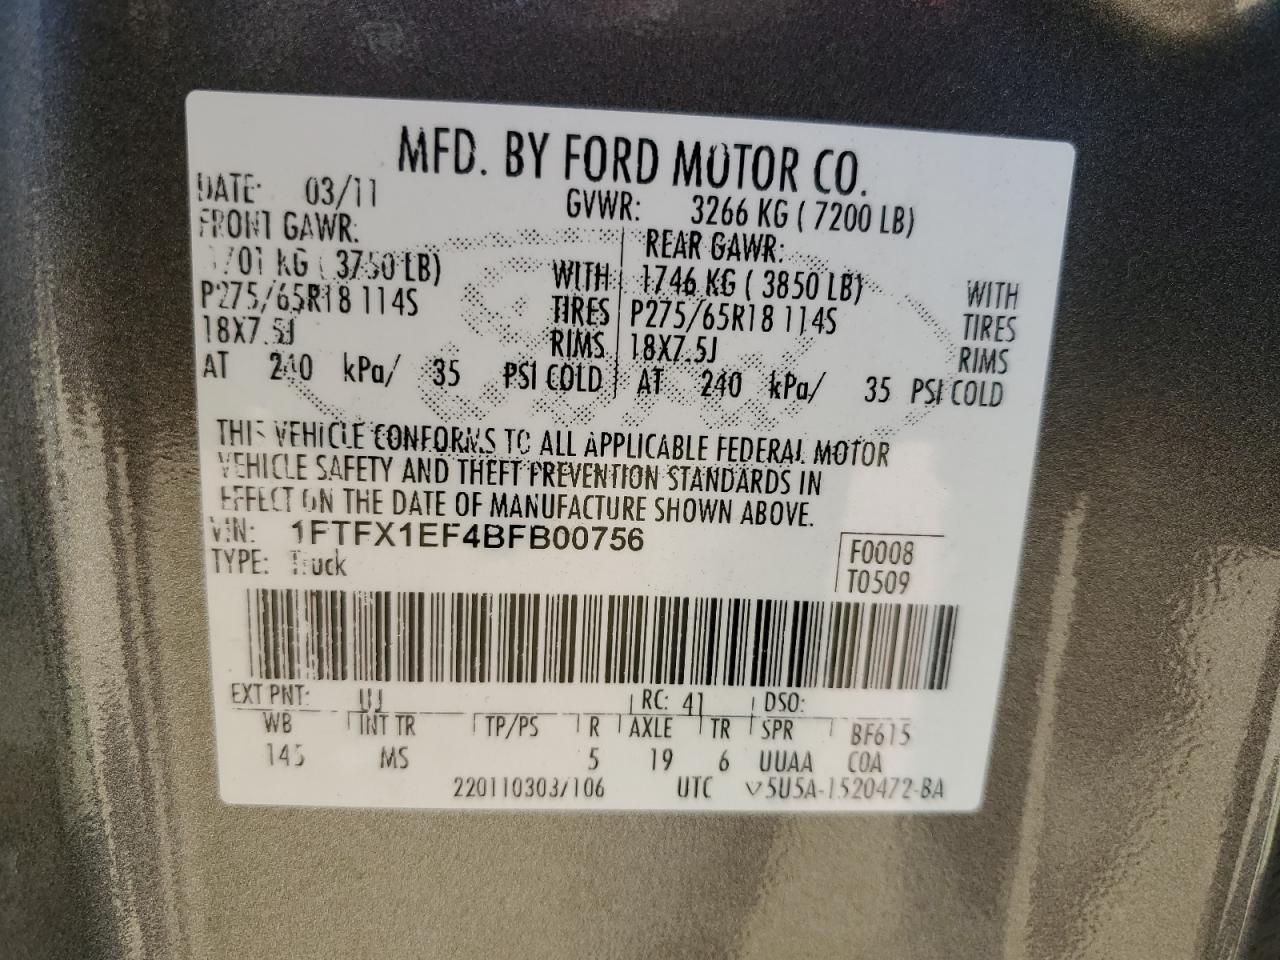 MFD. BY FORD MOTOR CO.
DATE: 03/11 GVWR: 3266 KG ( 7200 LB)
FRONT GAWR: REAR GAWR:
KG ( 3750 LB) WITH 1746 KG ( 3850 LB) WITH
P275/65R18 114S TIRES P275/65R18 114S TIRES
18X7.5J RIMS 18X7.5J RIMS
AT 240 kPa/ 35 PSI COLD AT 240 kPa/ 35 PSI COLD
THIS VEHICLE CONFORMS TO ALL APPLICABLE FEDERAL MOTOR
VEHICLE SAFETY AND THEFT PREVENTION STANDARDS IN
EFFECT ON THE DATE OF MANUFACTURE SHOWN ABOVE.
VIN: 1FTFX1EF4BFB00756 F0008
TYPE: Truck T0509
EXT PNT: UJ RC: 41 DSO:
WB INT TR TP/PS R AXLE TR SPR BF615
145 MS 5 19 6 UUAA COA
220110303/106 UTC 5U5A-1520472-BA